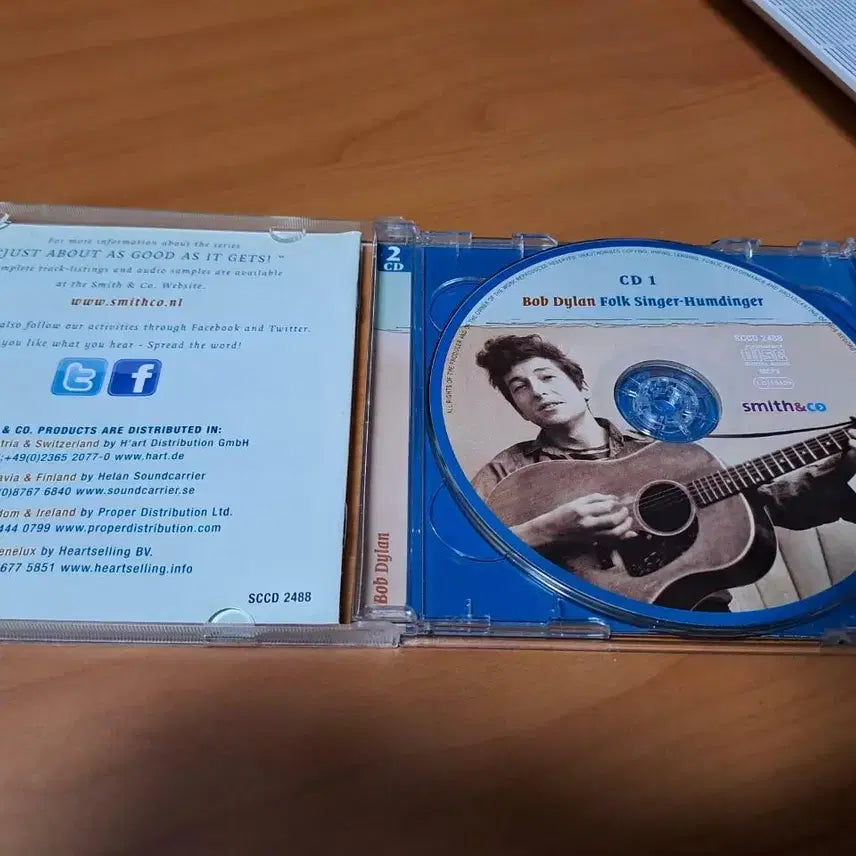 For more information about the series
"JUST ABOUT AS GOOD AS IT GETS! "
complete track-listings and audio samples are available
at the Smith & Co. Website.
www.smithco.nl
also follow our activities through Facebook and Twitter.
you like what you hear - Spread the word!
t f
& CO. PRODUCTS ARE DISTRIBUTED IN:
tria & Switzerland by H'art Distribution GmbH
:+49(0)2365 2077-0 www.hart.de
avia & Finland by Helan Soundcarrier
)8767 6840 www.soundcarrier.se
dom & Ireland by Proper Distribution Ltd.
444 0799 www.properdistribution.com
enelux by Heartselling BV.
677 5851 www.heartselling.info
SCCD 2488
2
CD
Bob Dylan
CD 1
Bob Dylan Folk Singer-Humdinger
SCCD 2488
COMPACT
disc
DIGITAL AUDIO
smith&co